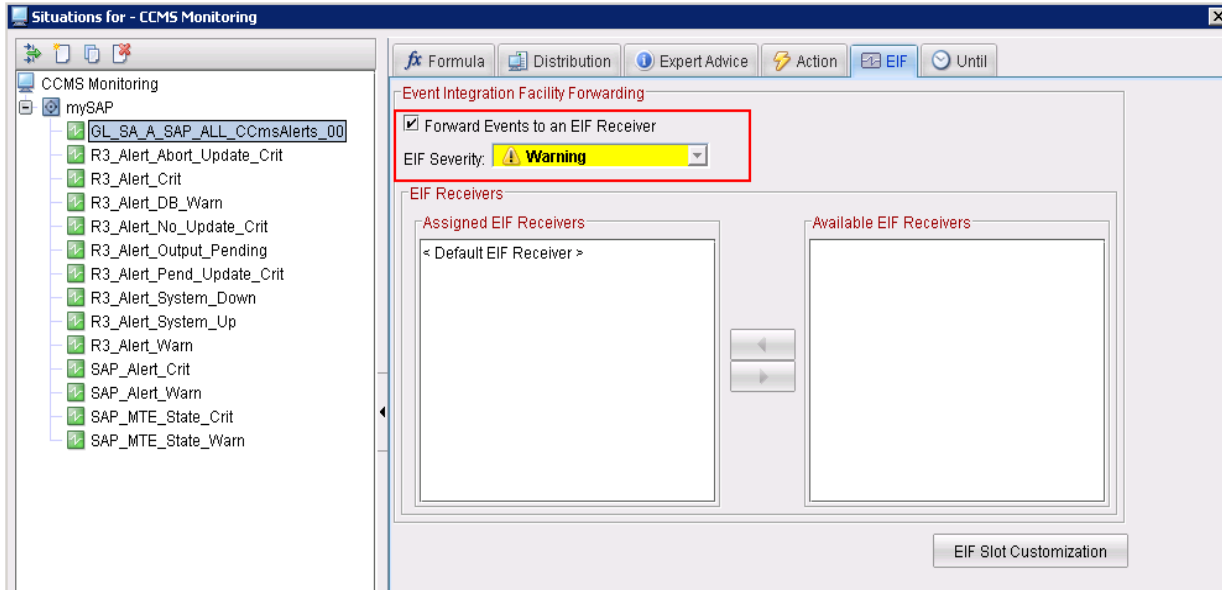 Situations for - CCMS Monitoring
CCMS Monitoring
mySAP
GL_SA_A_SAP_ALL_CCmsAlerts_00
R3_Alert_Abort_Update_Crit
R3_Alert_Crit
R3_Alert_DB_Warn
R3_Alert_No_Update_Crit
R3_Alert_Output_Pending
R3_Alert_Pend_Update_Crit
R3_Alert_System_Down
R3_Alert_System_Up
R3_Alert_Warn
SAP_Alert_Crit
SAP_Alert_Warn
SAP_MTE_State_Crit
SAP_MTE_State_Warn
fx Formula Distribution Expert Advice Action EIF Until
Event Integration Facility Forwarding
Forward Events to an EIF Receiver
EIF Severity: Warning
EIF Receivers
Assigned EIF Receivers
< Default EIF Receiver >
Available EIF Receivers
EIF Slot Customization